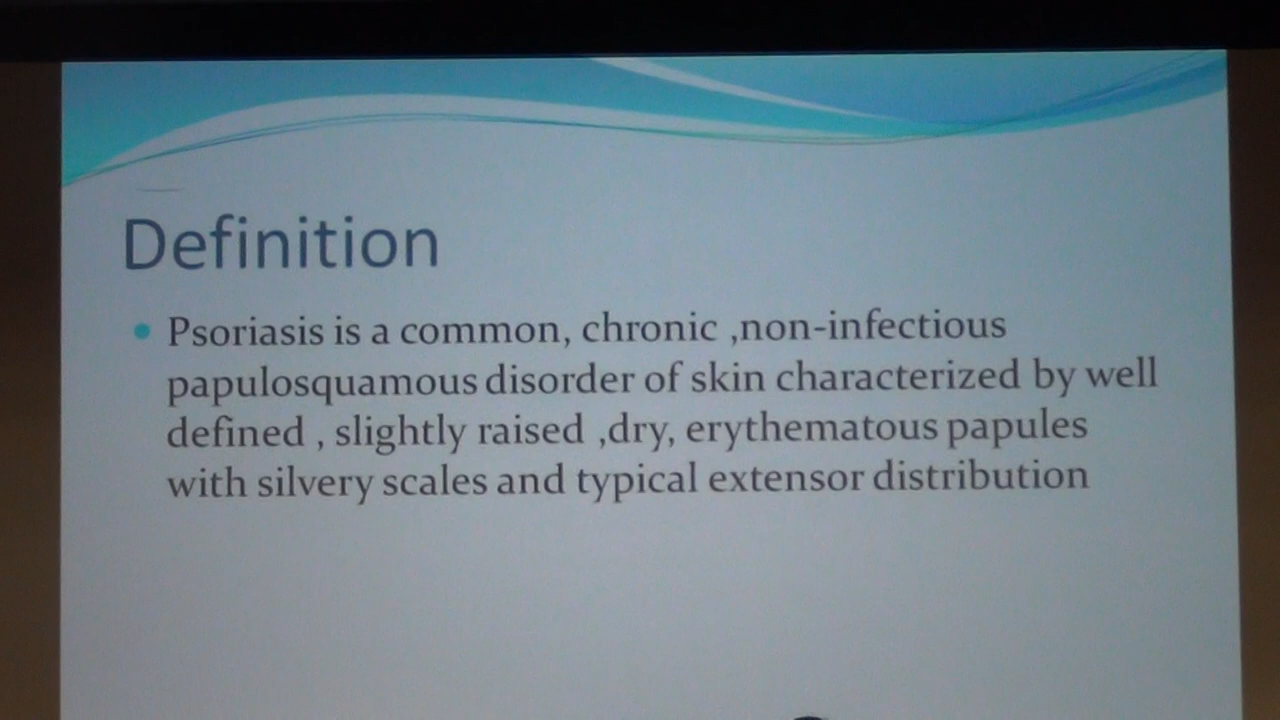 Definition
• Psoriasis is a common, chronic ,non-infectious
papulosquamous disorder of skin characterized by well
defined , slightly raised ,dry, erythematous papules
with silvery scales and typical extensor distribution